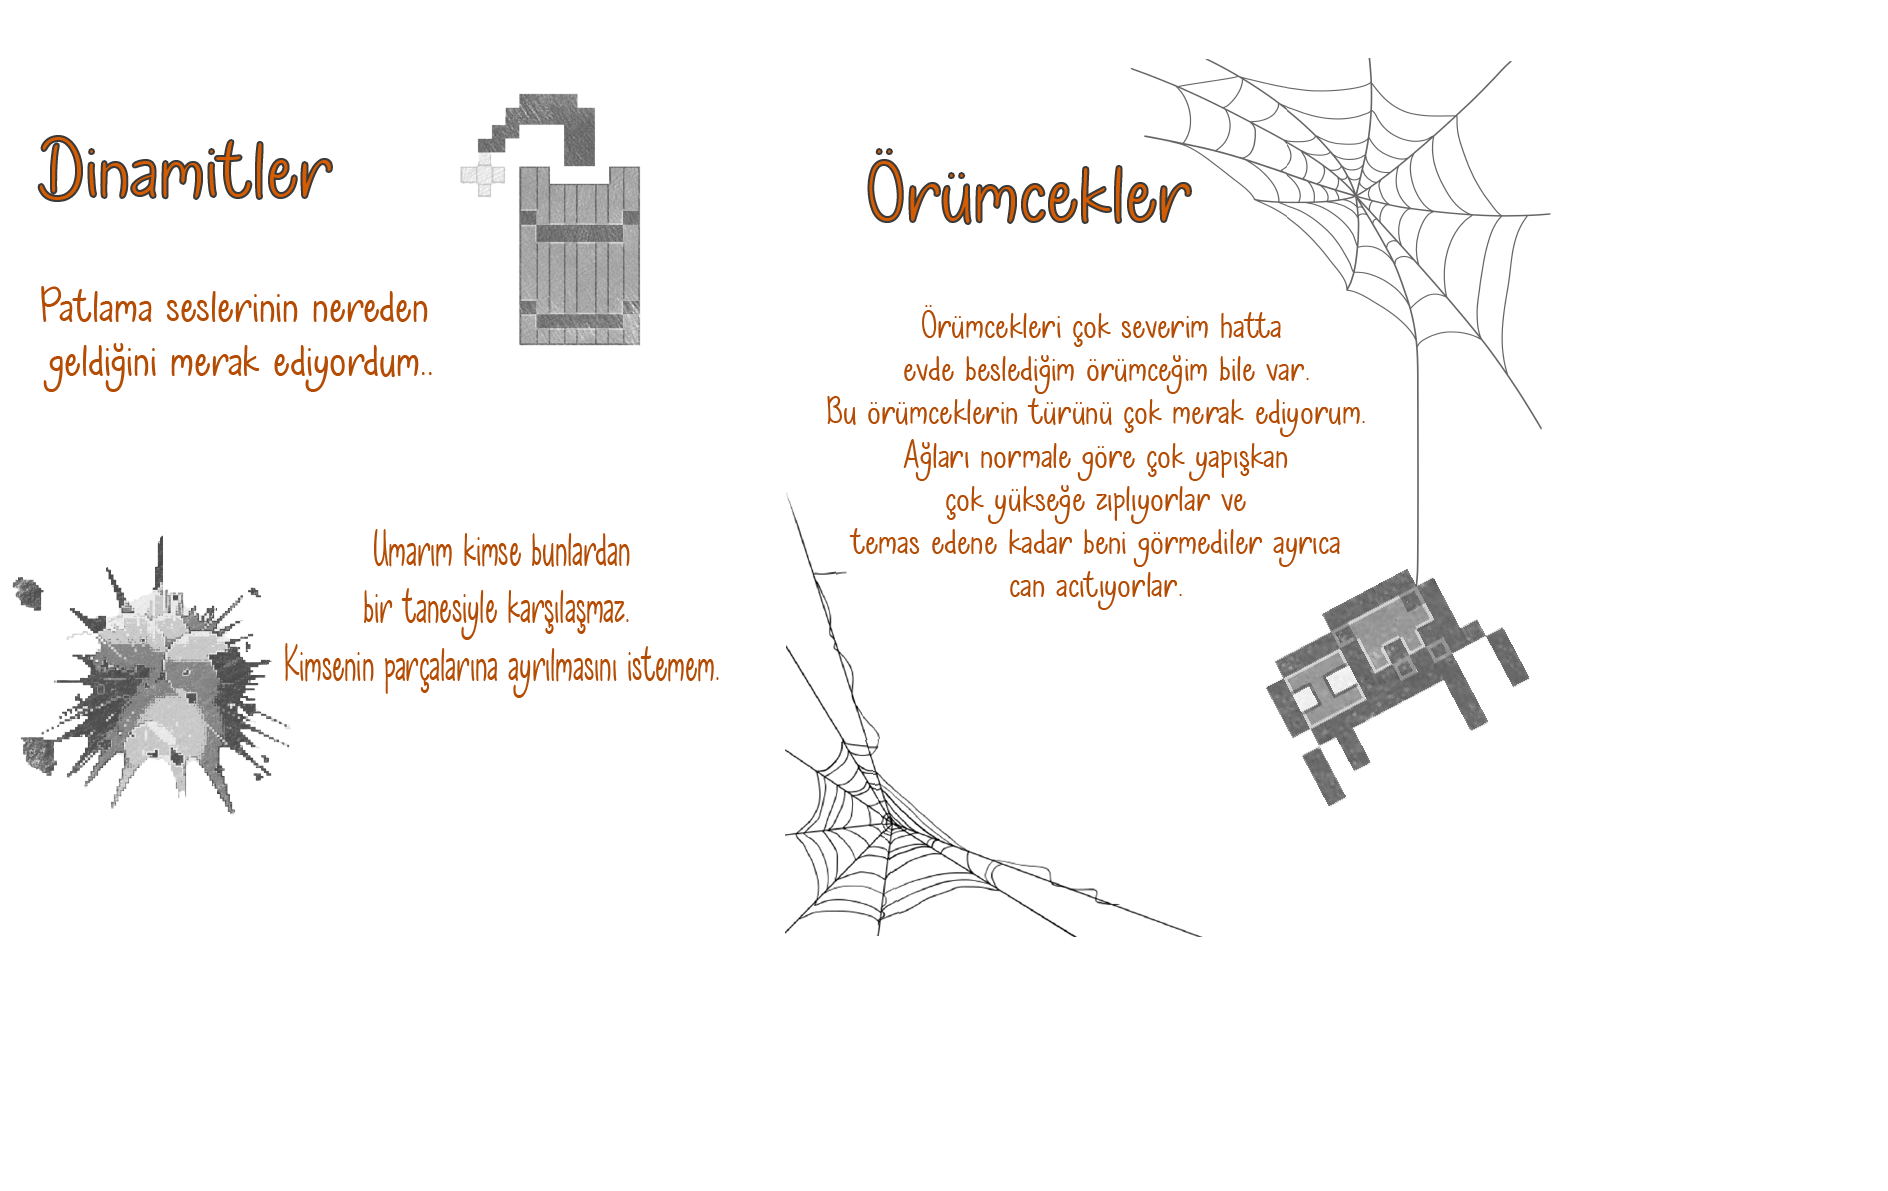 Dinamitler
Patlama seslerinin nereden
geldiğini merak ediyordum..
Umarım kimse bunlardan
bir tanesiyle karşılaşmaz.
Kimsenin parçalarına ayrılmasını istemem.
Örümcekler
Örümcekleri çok severim hatta
evde beslediğim örümceğim bile var.
Bu örümceklerin türünü çok merak ediyorum.
Ağları normale göre çok yapışkan
çok yükseğe zıplıyorlar ve
temas edene kadar beni görmediler ayrıca
can acıtıyorlar.